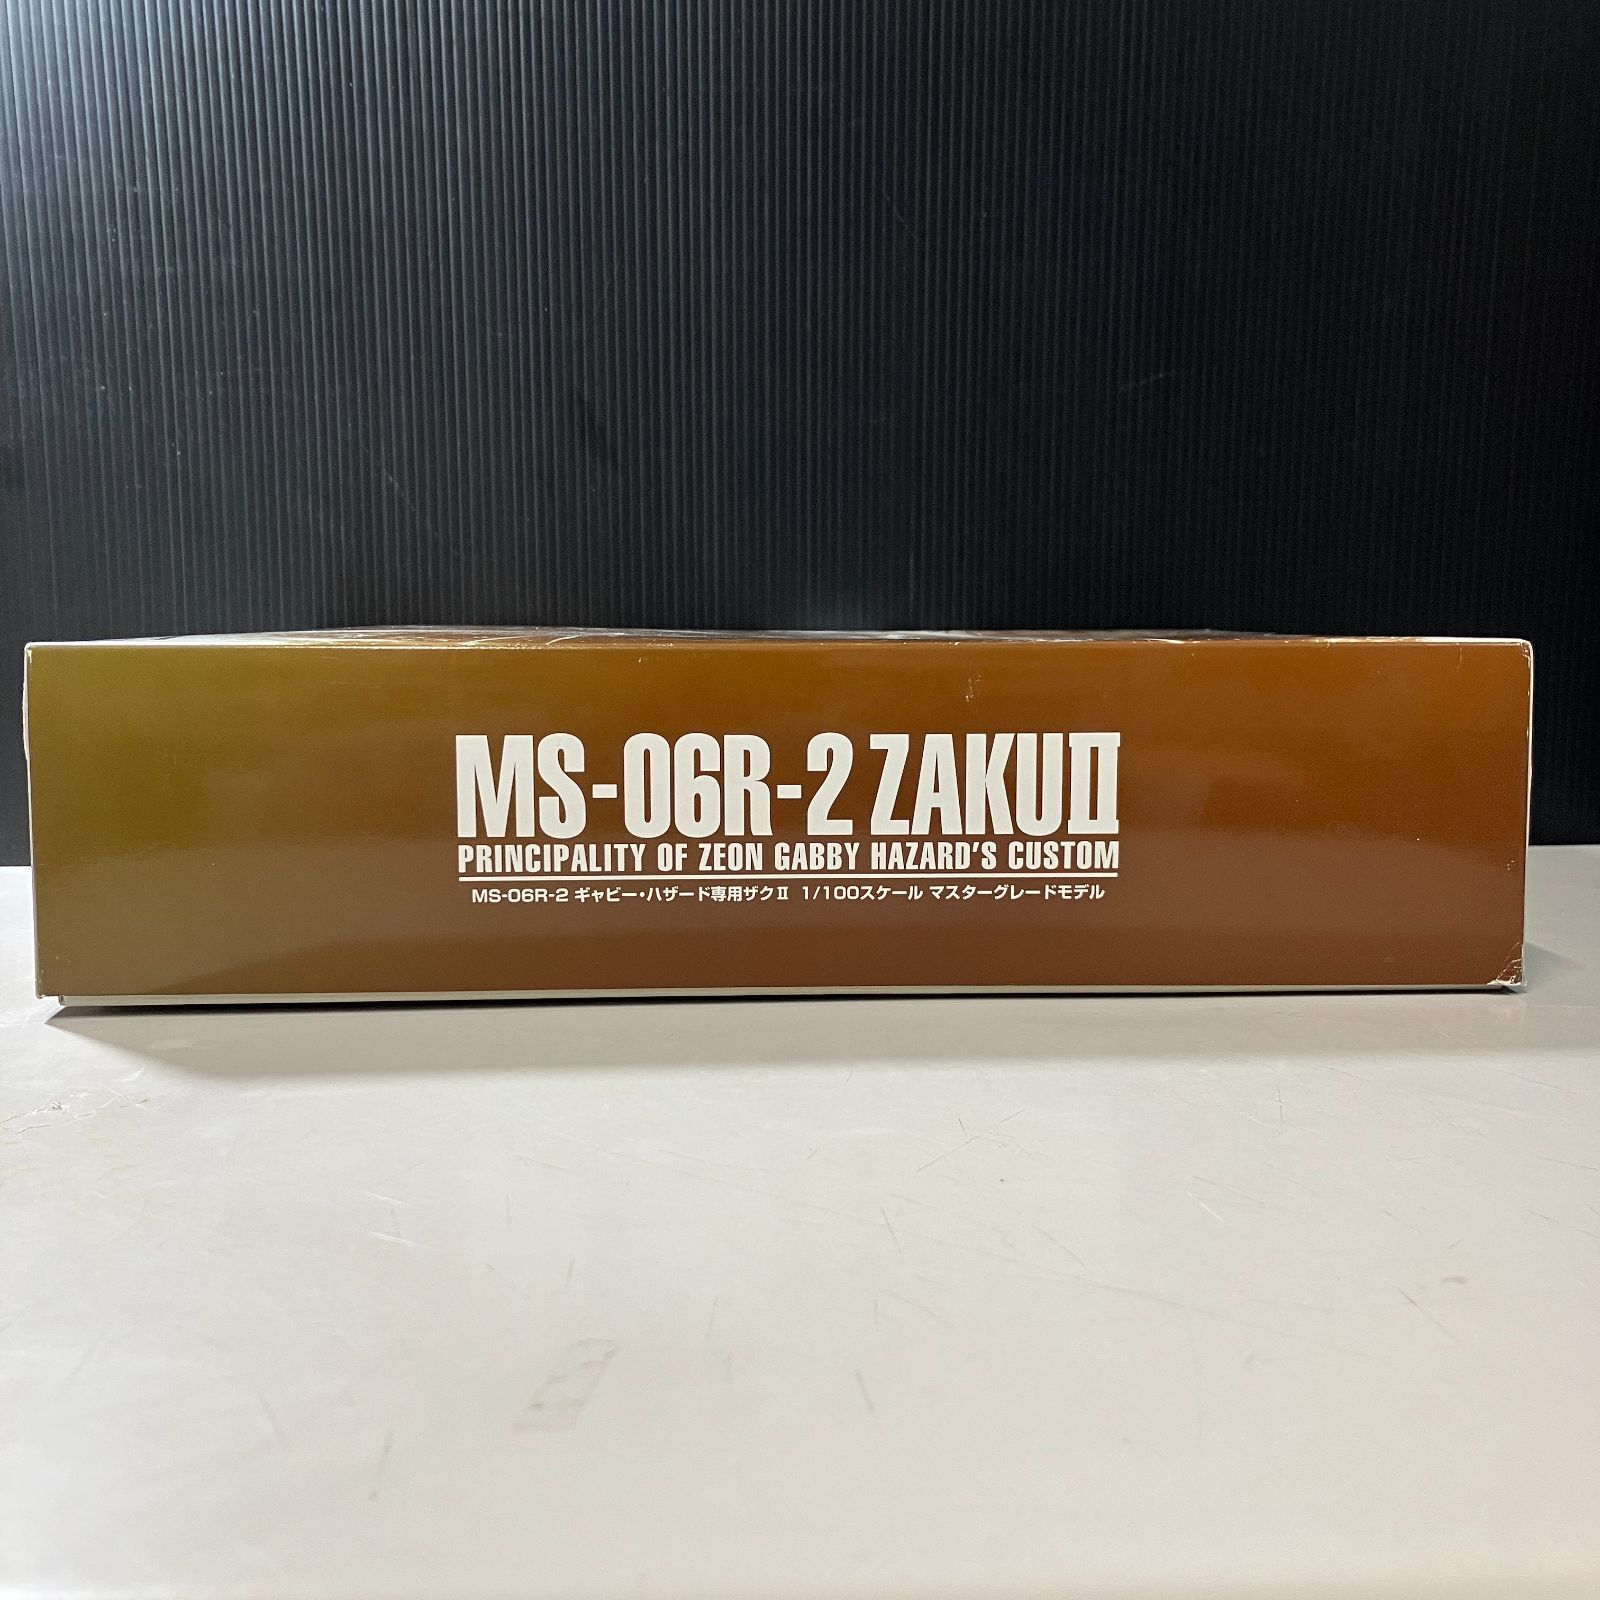 MS-06R-2 ZAKUⅡ
PRINCIPALITY OF ZEON GABBY HAZARD'S CUSTOM
MS-06R-2 ギャビー・ハザード専用ザクⅡ 1/100スケール マスターグレードモデル